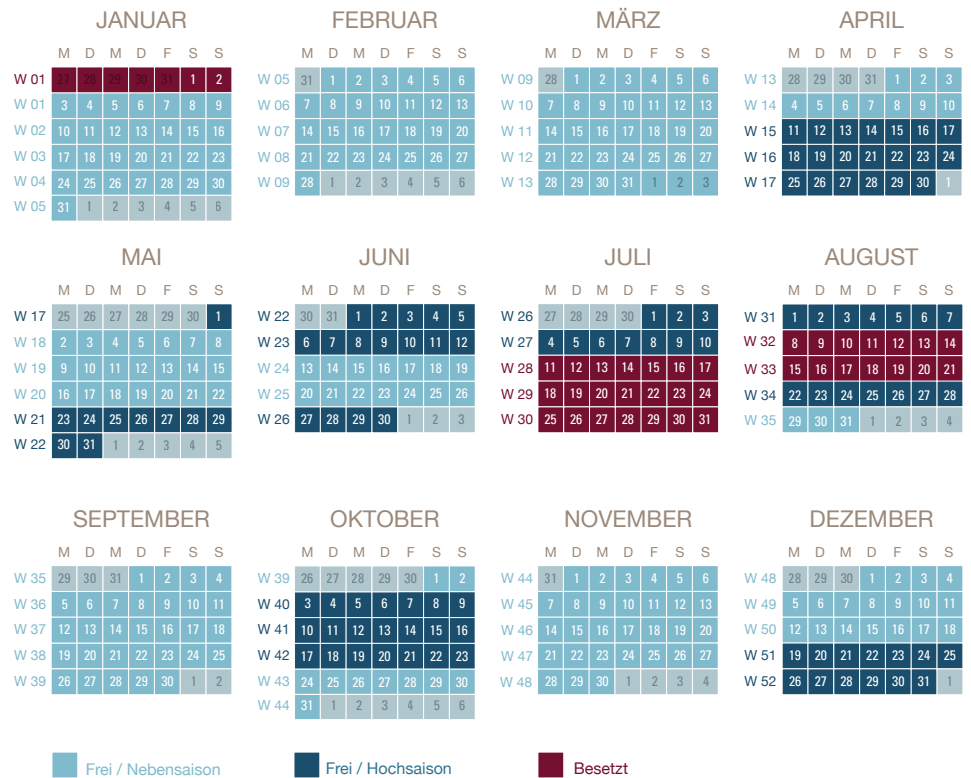 JANUAR
M D M D F S S
W 01 27 28 29 30 31 1 2
W 01 3 4 5 6 7 8 9
W 02 10 11 12 13 14 15 16
W 03 17 18 19 20 21 22 23
W 04 24 25 26 27 28 29 30
W 05 31 1 2 3 4 5 6
FEBRUAR
M D M D F S S
W 05 31 1 2 3 4 5 6
W 06 7 8 9 10 11 12 13
W 07 14 15 16 17 18 19 20
W 08 21 22 23 24 25 26 27
W 09 28 1 2 3 4 5 6
MÄRZ
M D M D F S S
W 09 28 1 2 3 4 5 6
W 10 7 8 9 10 11 12 13
W 11 14 15 16 17 18 19 20
W 12 21 22 23 24 25 26 27
W 13 28 29 30 31 1 2 3
APRIL
M D M D F S S
W 13 28 29 30 31 1 2 3
W 14 4 5 6 7 8 9 10
W 15 11 12 13 14 15 16 17
W 16 18 19 20 21 22 23 24
W 17 25 26 27 28 29 30 1
MAI
M D M D F S S
W 17 25 26 27 28 29 30 1
W 18 2 3 4 5 6 7 8
W 19 9 10 11 12 13 14 15
W 20 16 17 18 19 20 21 22
W 21 23 24 25 26 27 28 29
W 22 30 31 1 2 3 4 5
JUNI
M D M D F S S
W 22 30 31 1 2 3 4 5
W 23 6 7 8 9 10 11 12
W 24 13 14 15 16 17 18 19
W 25 20 21 22 23 24 25 26
W 26 27 28 29 30 1 2 3
JULI
M D M D F S S
W 26 27 28 29 30 1 2 3
W 27 4 5 6 7 8 9 10
W 28 11 12 13 14 15 16 17
W 29 18 19 20 21 22 23 24
W 30 25 26 27 28 29 30 31
AUGUST
M D M D F S S
W 31 1 2 3 4 5 6 7
W 32 8 9 10 11 12 13 14
W 33 15 16 17 18 19 20 21
W 34 22 23 24 25 26 27 28
W 35 29 30 31 1 2 3 4
SEPTEMBER
M D M D F S S
W 35 29 30 31 1 2 3 4
W 36 5 6 7 8 9 10 11
W 37 12 13 14 15 16 17 18
W 38 19 20 21 22 23 24 25
W 39 26 27 28 29 30 1 2
OKTOBER
M D M D F S S
W 39 26 27 28 29 30 1 2
W 40 3 4 5 6 7 8 9
W 41 10 11 12 13 14 15 16
W 42 17 18 19 20 21 22 23
W 43 24 25 26 27 28 29 30
W 44 31 1 2 3 4 5 6
NOVEMBER
M D M D F S S
W 44 31 1 2 3 4 5 6
W 45 7 8 9 10 11 12 13
W 46 14 15 16 17 18 19 20
W 47 21 22 23 24 25 26 27
W 48 28 29 30 1 2 3 4
DEZEMBER
M D M D F S S
W 48 28 29 30 1 2 3 4
W 49 5 6 7 8 9 10 11
W 50 12 13 14 15 16 17 18
W 51 19 20 21 22 23 24 25
W 52 26 27 28 29 30 31 1
Frei / Nebensaison
Frei / Hochsaison
Besetzt